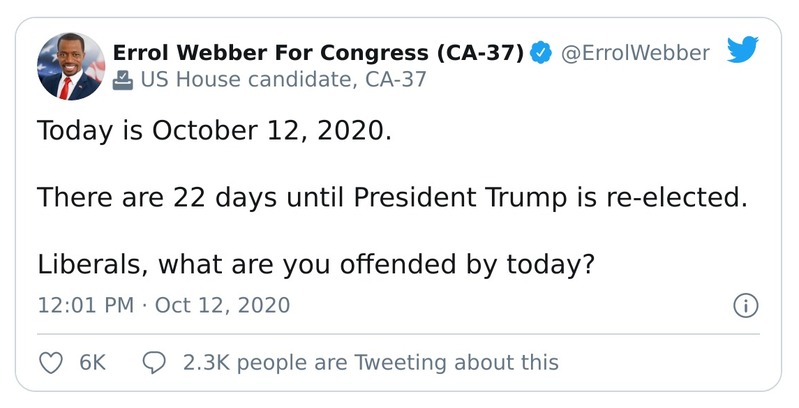 Errol Webber For Congress (CA-37) @ErrolWebber
US House candidate, CA-37
Today is October 12, 2020.
There are 22 days until President Trump is re-elected.
Liberals, what are you offended by today?
12:01 PM · Oct 12, 2020
6K 2.3K people are Tweeting about this